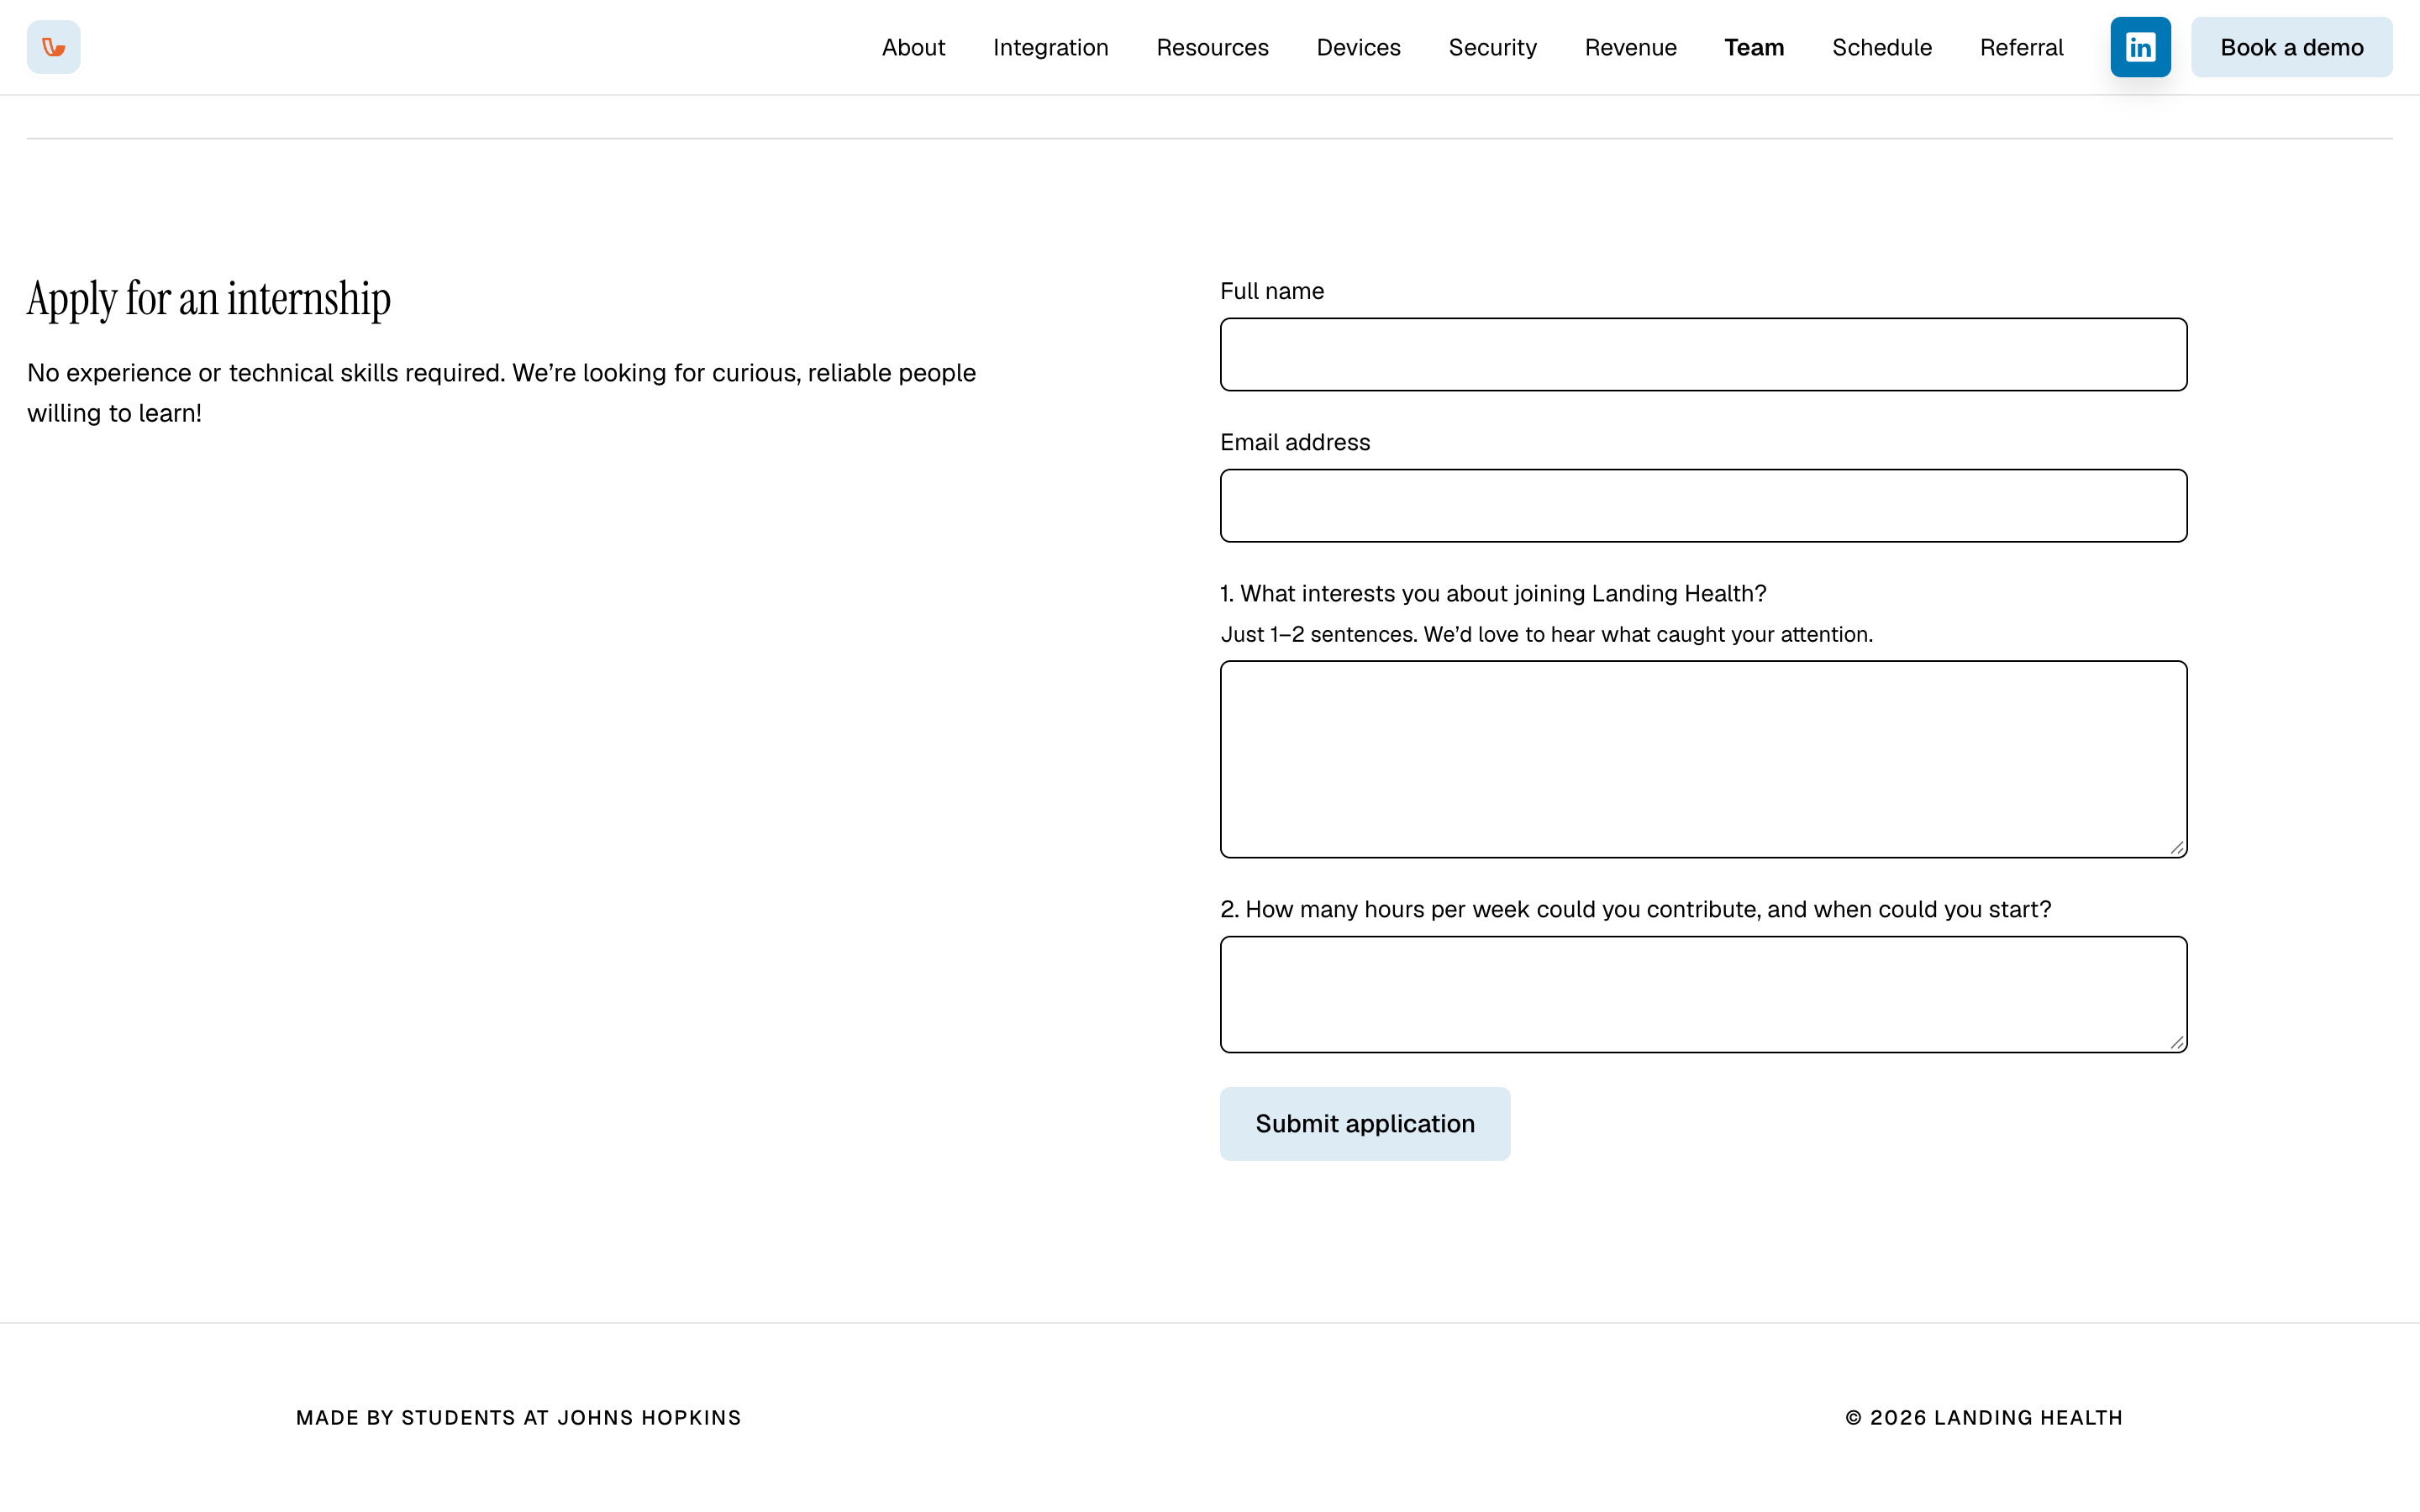 About Integration Resources Devices Security Revenue Team Schedule Referral Book a demo
Apply for an internship
No experience or technical skills required. We’re looking for curious, reliable people
willing to learn!
Full name
Email address
1. What interests you about joining Landing Health?
Just 1–2 sentences. We’d love to hear what caught your attention.
2. How many hours per week could you contribute, and when could you start?
Submit application
MADE BY STUDENTS AT JOHNS HOPKINS
© 2026 LANDING HEALTH